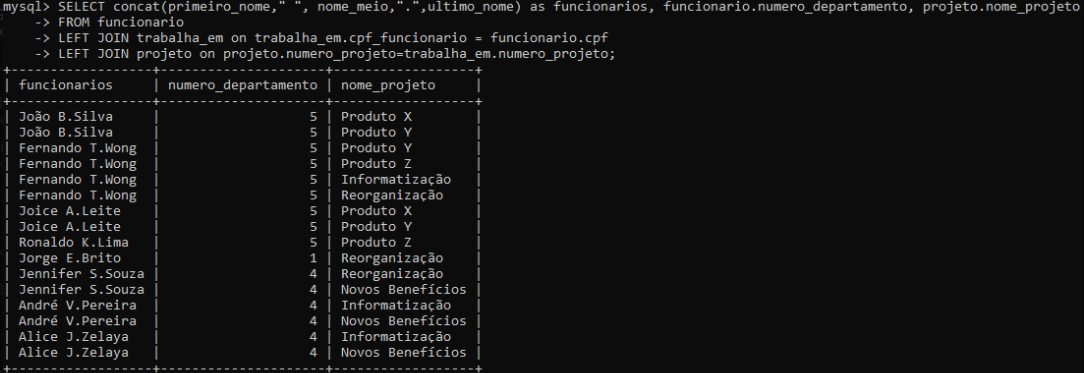 mysql> SELECT concat(primeiro_nome," ", nome_meio,".",ultimo_nome) as funcionarios, funcionario.numero_departamento, projeto.nome_projeto
    -> FROM funcionario
    -> LEFT JOIN trabalha_em on trabalha_em.cpf_funcionario = funcionario.cpf
    -> LEFT JOIN projeto on projeto.numero_projeto=trabalha_em.numero_projeto;
+------------------+---------------------+------------------+
| funcionarios     | numero_departamento | nome_projeto     |
+------------------+---------------------+------------------+
| João B.Silva     |                   5 | Produto X        |
| João B.Silva     |                   5 | Produto Y        |
| Fernando T.Wong  |                   5 | Produto Y        |
| Fernando T.Wong  |                   5 | Produto Z        |
| Fernando T.Wong  |                   5 | Informatização   |
| Fernando T.Wong  |                   5 | Reorganização    |
| Joice A.Leite    |                   5 | Produto X        |
| Joice A.Leite    |                   5 | Produto Y        |
| Ronaldo K.Lima   |                   5 | Produto Z        |
| Jorge E.Brito    |                   1 | Reorganização    |
| Jennifer S.Souza |                   4 | Reorganização    |
| Jennifer S.Souza |                   4 | Novos Benefícios |
| André V.Pereira  |                   4 | Informatização   |
| André V.Pereira  |                   4 | Novos Benefícios |
| Alice J.Zelaya   |                   4 | Informatização   |
| Alice J.Zelaya   |                   4 | Novos Benefícios |
+------------------+---------------------+------------------+